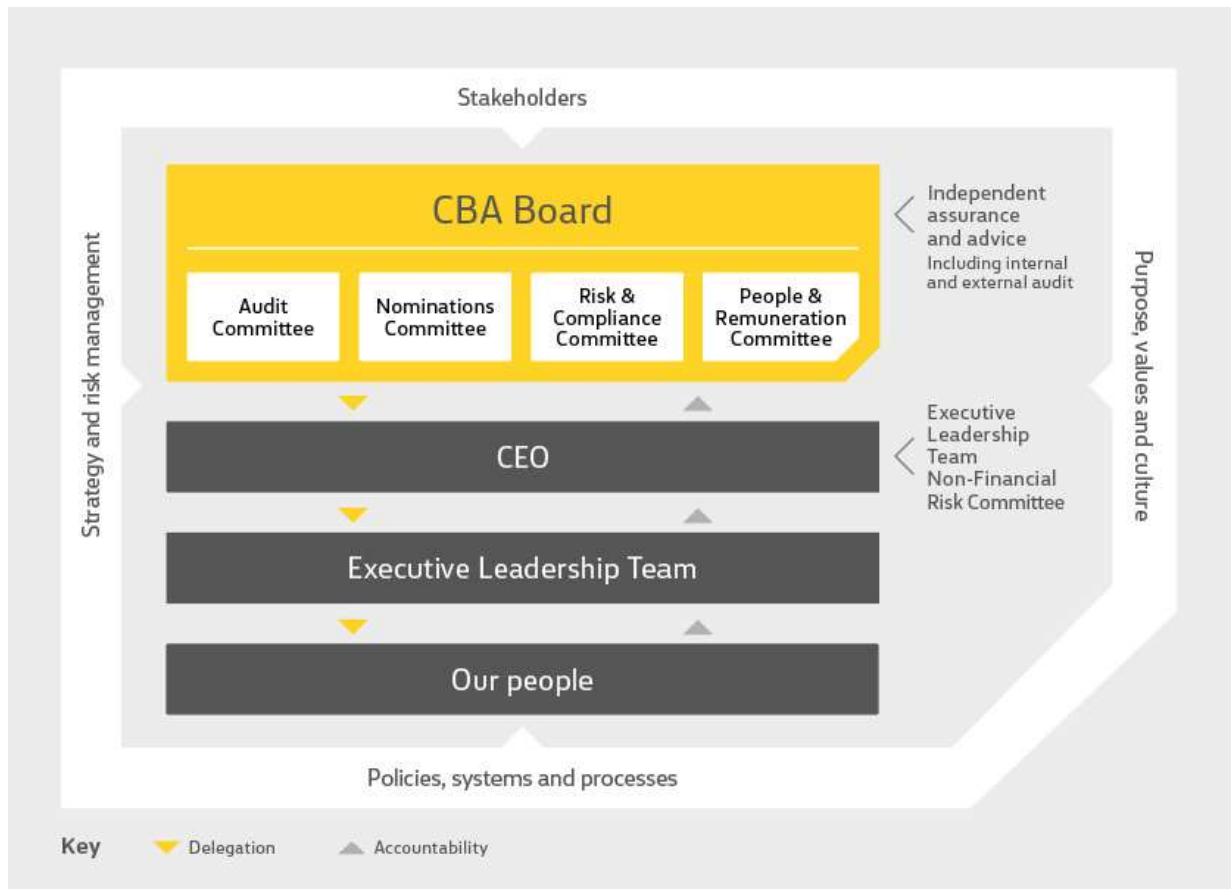 Stakeholders
Strategy and risk management
CBA Board
Audit
Committee
Nominations
Committee
Risk &
Compliance
Committee
People &
Remuneration
Committee
Independent
assurance
and advice
Including internal
and external audit
CEO
Executive
Leadership
Team
Non-Financial
Risk Committee
Executive Leadership Team
Our people
Purpose, values and culture
Policies, systems and processes
Key
Delegation
Accountability